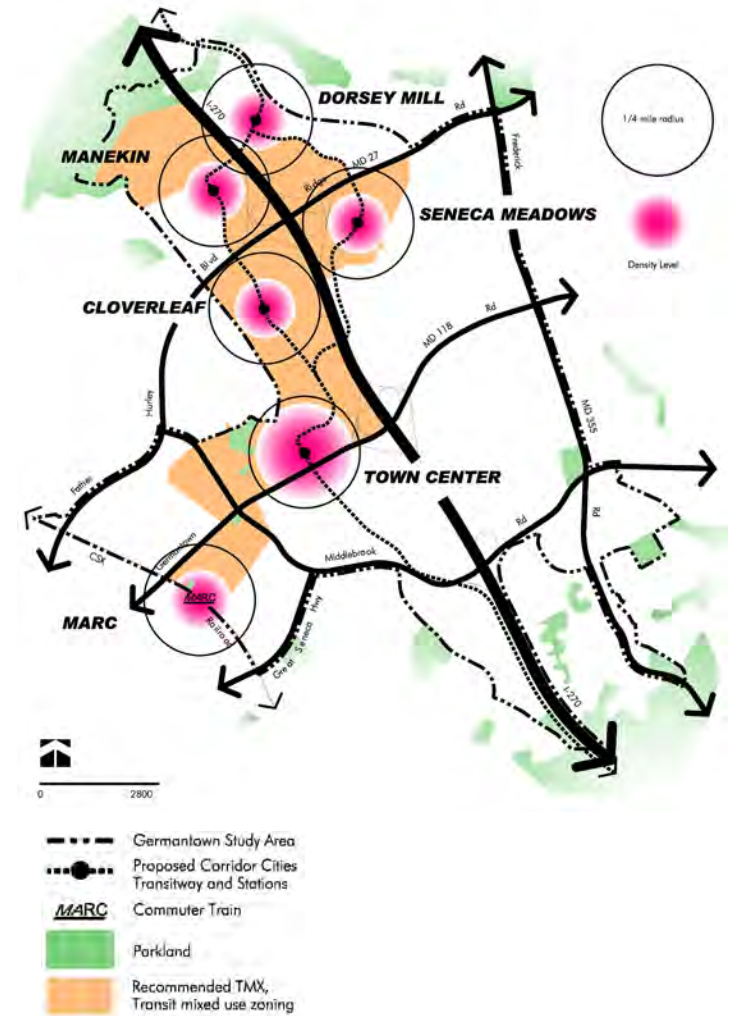 DORSEY MILL
I-270
MANEKIN
Rd
MD 27
Ridge
Frederick
1/4 mile radius
SENECA MEADOWS
Density Level
Blvd
CLOVERLEAF
MD 118
Rd
Hurley
MD 355
Father
TOWN CENTER
Rd
Rd
CSX
Germantown
Middlebrook
MARC
MARC
Railroad
Great Seneca Hwy
I-270
0 2800
Germantown Study Area
Proposed Corridor Cities
Transitway and Stations
MARC Commuter Train
Parkland
Recommended TMX,
Transit mixed use zoning